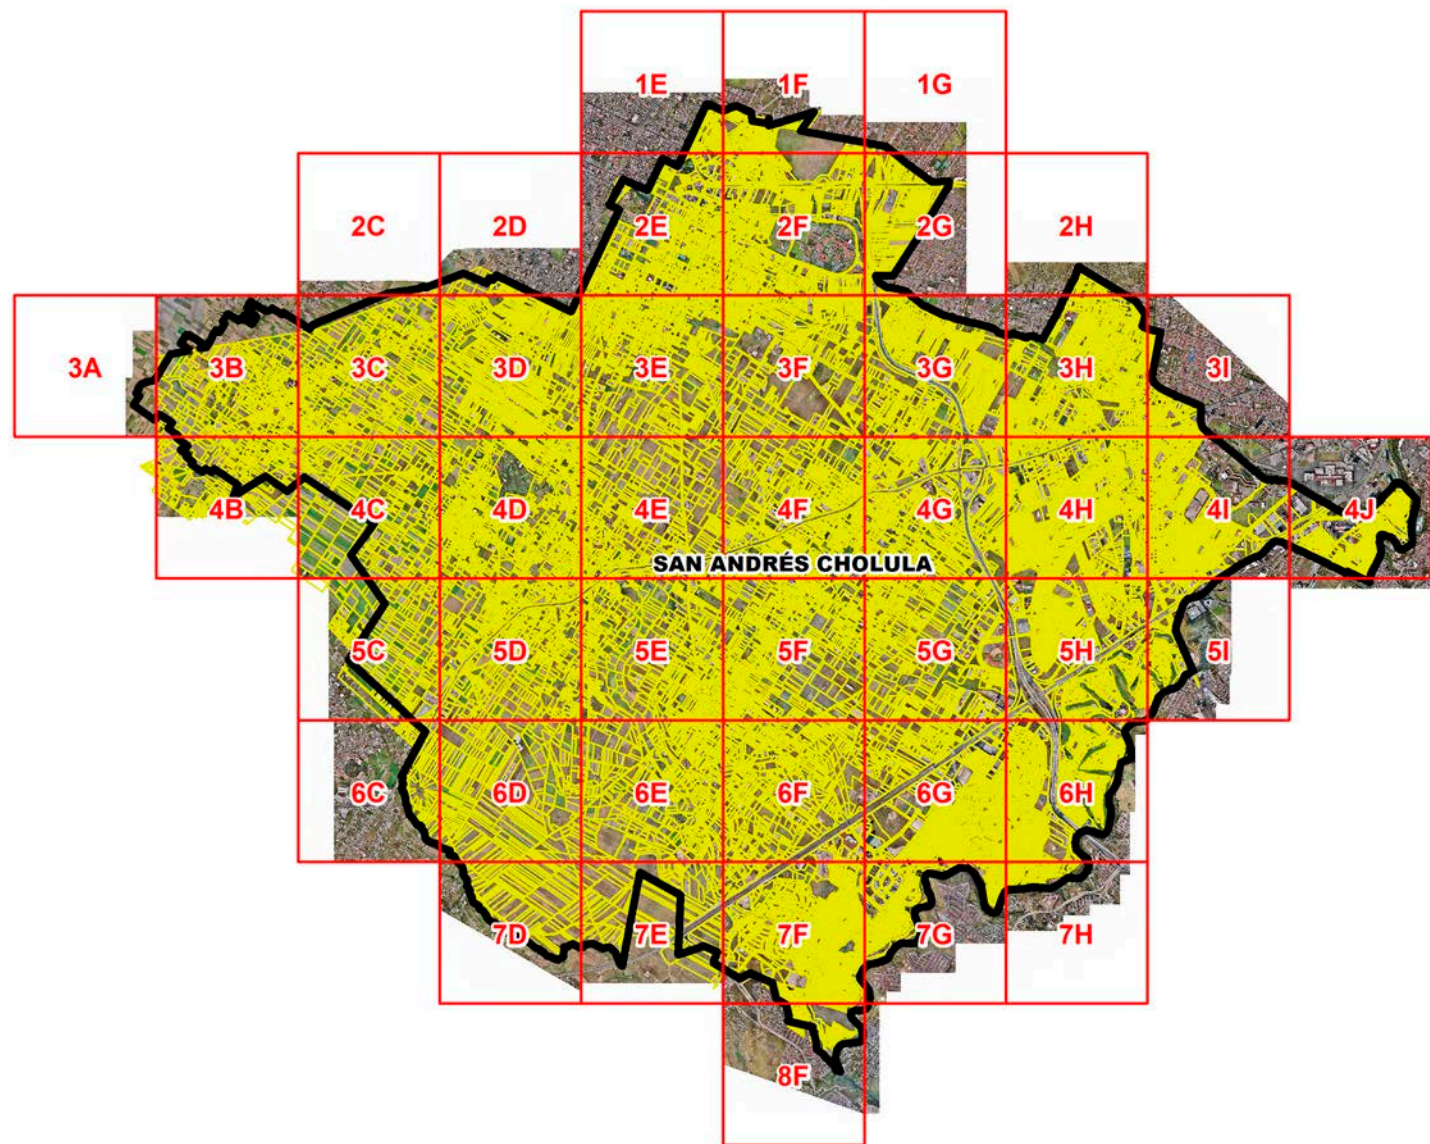 1E 1F 1G
2C 2D 2E 2F 2G 2H
3A 3B 3C 3D 3E 3F 3G 3H 3I
4B 4C 4D 4E 4F 4G 4H 4I 4J
SAN ANDRÉS CHOLULA
5C 5D 5E 5F 5G 5H 5I
6C 6D 6E 6F 6G 6H
7D 7E 7F 7G 7H
8F